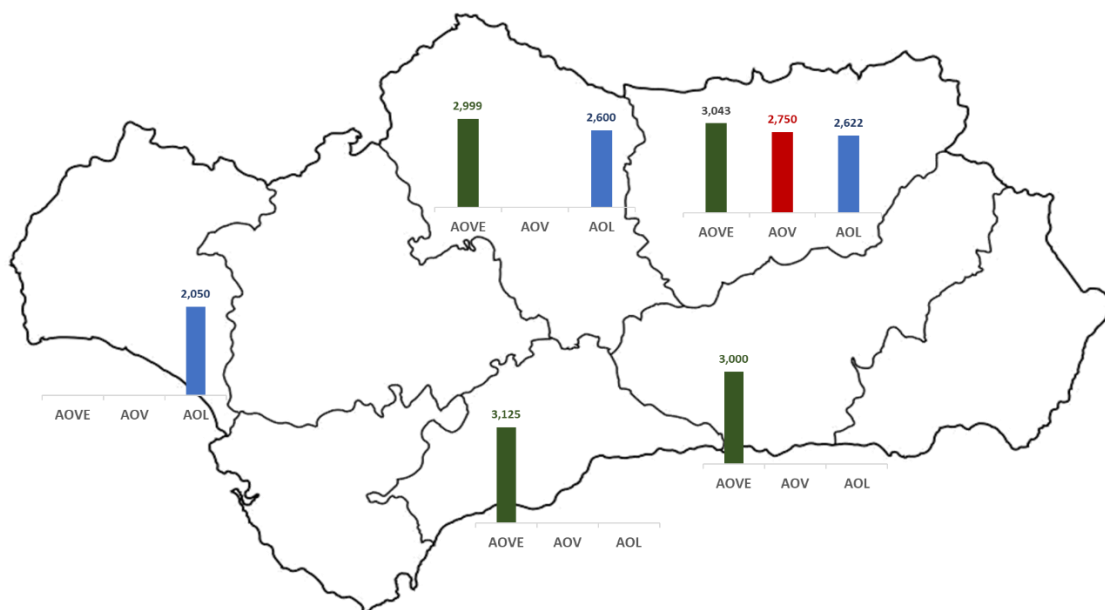 2,999
2,600
AOVE AOV AOL
3,043
2,750
2,622
AOVE AOV AOL
2,050
AOVE AOV AOL
3,125
AOVE AOV AOL
3,000
AOVE AOV AOL